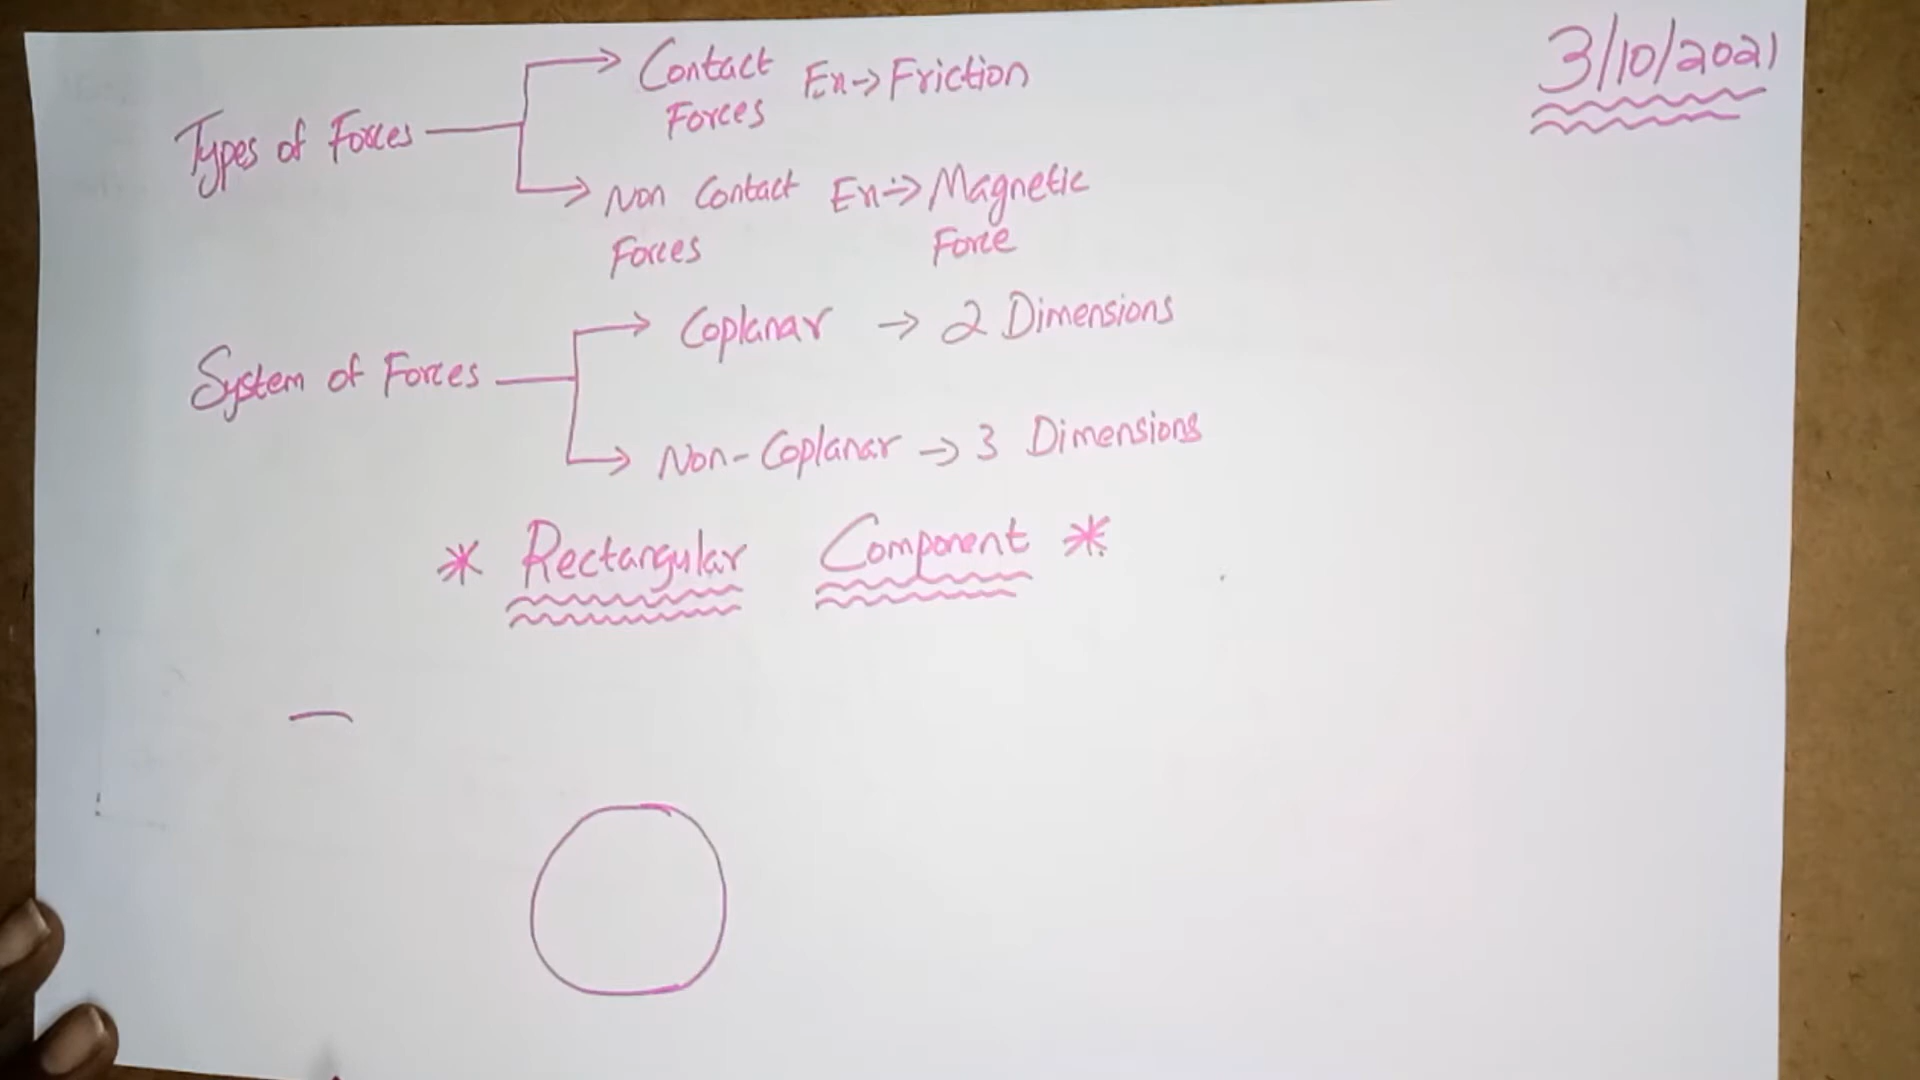 3/10/2021
Types of Forces
Contact Forces Ex → Friction
Non Contact Forces Ex:→ Magnetic Force
System of Forces
Coplanar → 2 Dimensions
Non-Coplanar → 3 Dimensions
* Rectangular Component *